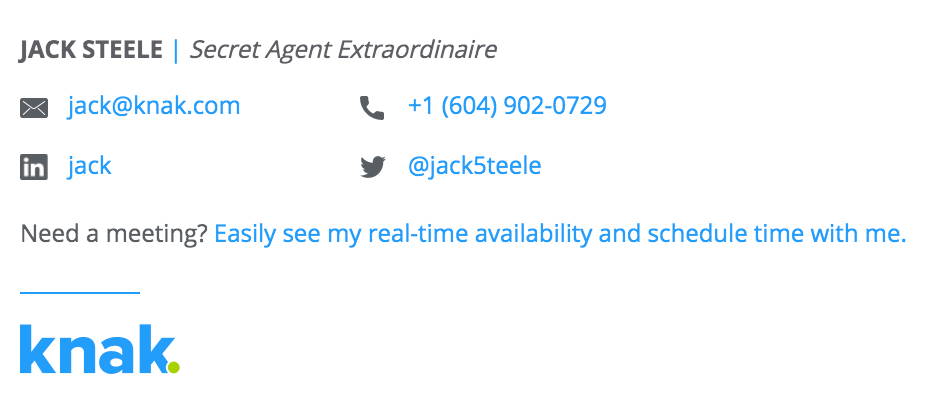 JACK STEELE | Secret Agent Extraordinaire
jack@knak.com +1 (604) 902-0729
in jack @jack5teele
Need a meeting? Easily see my real-time availability and schedule time with me.
knak.